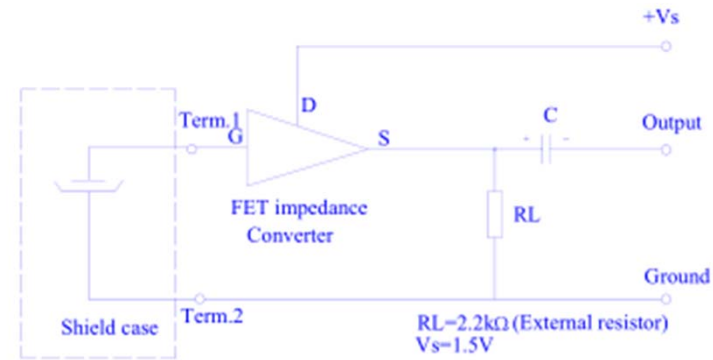 +Vs
D
Term.1
G
S
C
+ -
Output
FET impedance
Converter
RL
Ground
Shield case
Term.2
RL=2.2kΩ (External resistor)
Vs=1.5V